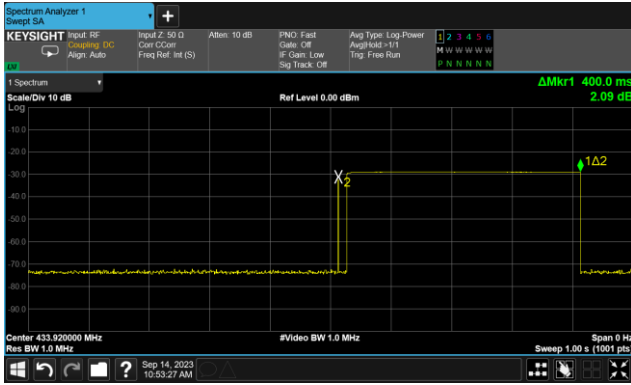 Spectrum Analyzer 1
Swept SA
+
KEYSIGHT Input: RF Input Z: 50 Ω Atten: 10 dB PNO: Fast Avg Type: Log-Power 1 2 3 4 5 6
Coupling: DC Corr CCorr Gate: Off Avg|Hold:>1/1 M W W W W W
Align: Auto Freq Ref: Int (S) IF Gain: Low Trig: Free Run P N N N N N
Sig Track: Off
1 Spectrum ΔMkr1 400.0 ms
Scale/Div 10 dB Ref Level 0.00 dBm 2.09 dB
Log
-10.0
-20.0
1Δ2
X2
-30.0
-40.0
-50.0
-60.0
-70.0
-80.0
-90.0
Center 433.920000 MHz #Video BW 1.0 MHz Span 0 Hz
Res BW 1.0 MHz Sweep 1.00 s (1001 pts)
? Sep 14, 2023
10:53:27 AM